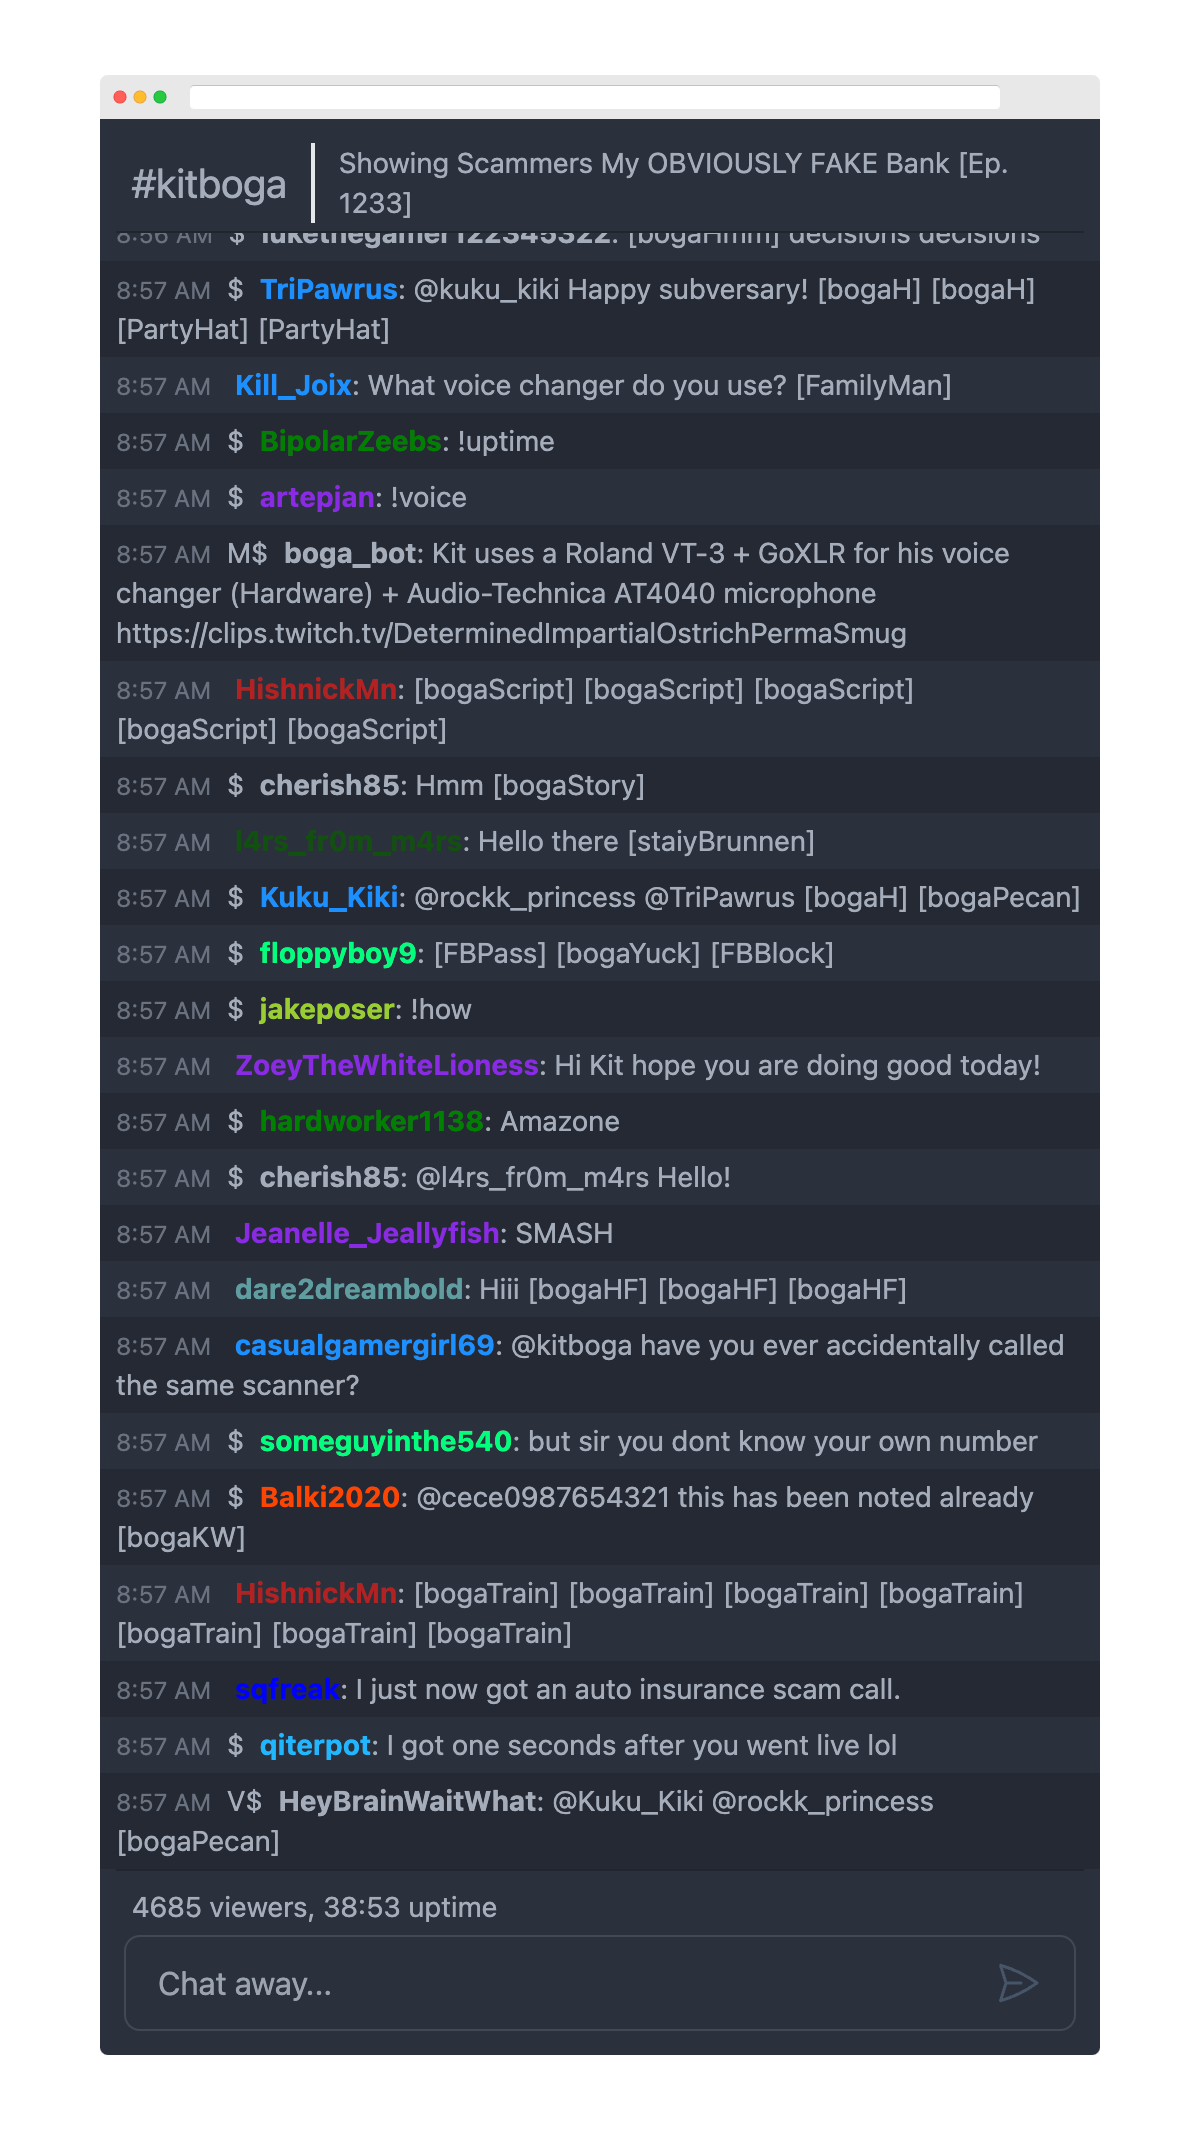 #kitboga
Showing Scammers My OBVIOUSLY FAKE Bank [Ep.
1233]
8:56 AM $ lukethegamer122345322: [bogaHmm] decisions decisions
8:57 AM $ TriPawrus: @kuku_kiki Happy subversary! [bogaH] [bogaH]
[PartyHat] [PartyHat]
8:57 AM Kill_Joix: What voice changer do you use? [FamilyMan]
8:57 AM $ BipolarZeebs: !uptime
8:57 AM $ artepjan: !voice
8:57 AM M$ boga_bot: Kit uses a Roland VT-3 + GoXLR for his voice
changer (Hardware) + Audio-Technica AT4040 microphone
https://clips.twitch.tv/DeterminedImpartialOstrichPermaSmug
8:57 AM HishnickMn: [bogaScript] [bogaScript] [bogaScript]
[bogaScript] [bogaScript]
8:57 AM $ cherish85: Hmm [bogaStory]
8:57 AM l4rs_fr0m_m4rs: Hello there [staiyBrunnen]
8:57 AM $ Kuku_Kiki: @rockk_princess @TriPawrus [bogaH] [bogaPecan]
8:57 AM $ floppyboy9: [FBPass] [bogaYuck] [FBBlock]
8:57 AM $ jakeposer: !how
8:57 AM ZoeyTheWhiteLioness: Hi Kit hope you are doing good today!
8:57 AM $ hardworker1138: Amazone
8:57 AM $ cherish85: @l4rs_fr0m_m4rs Hello!
8:57 AM Jeanelle_Jeallyfish: SMASH
8:57 AM dare2dreambold: Hiii [bogaHF] [bogaHF] [bogaHF]
8:57 AM casualgamergirl69: @kitboga have you ever accidentally called
the same scanner?
8:57 AM $ someguyinthe540: but sir you dont know your own number
8:57 AM $ Balki2020: @cece0987654321 this has been noted already
[bogaKW]
8:57 AM HishnickMn: [bogaTrain] [bogaTrain] [bogaTrain] [bogaTrain]
[bogaTrain] [bogaTrain] [bogaTrain]
8:57 AM sqfreak: I just now got an auto insurance scam call.
8:57 AM $ qiterpot: I got one seconds after you went live lol
8:57 AM V$ HeyBrainWaitWhat: @Kuku_Kiki @rockk_princess
[bogaPecan]
4685 viewers, 38:53 uptime
Chat away...